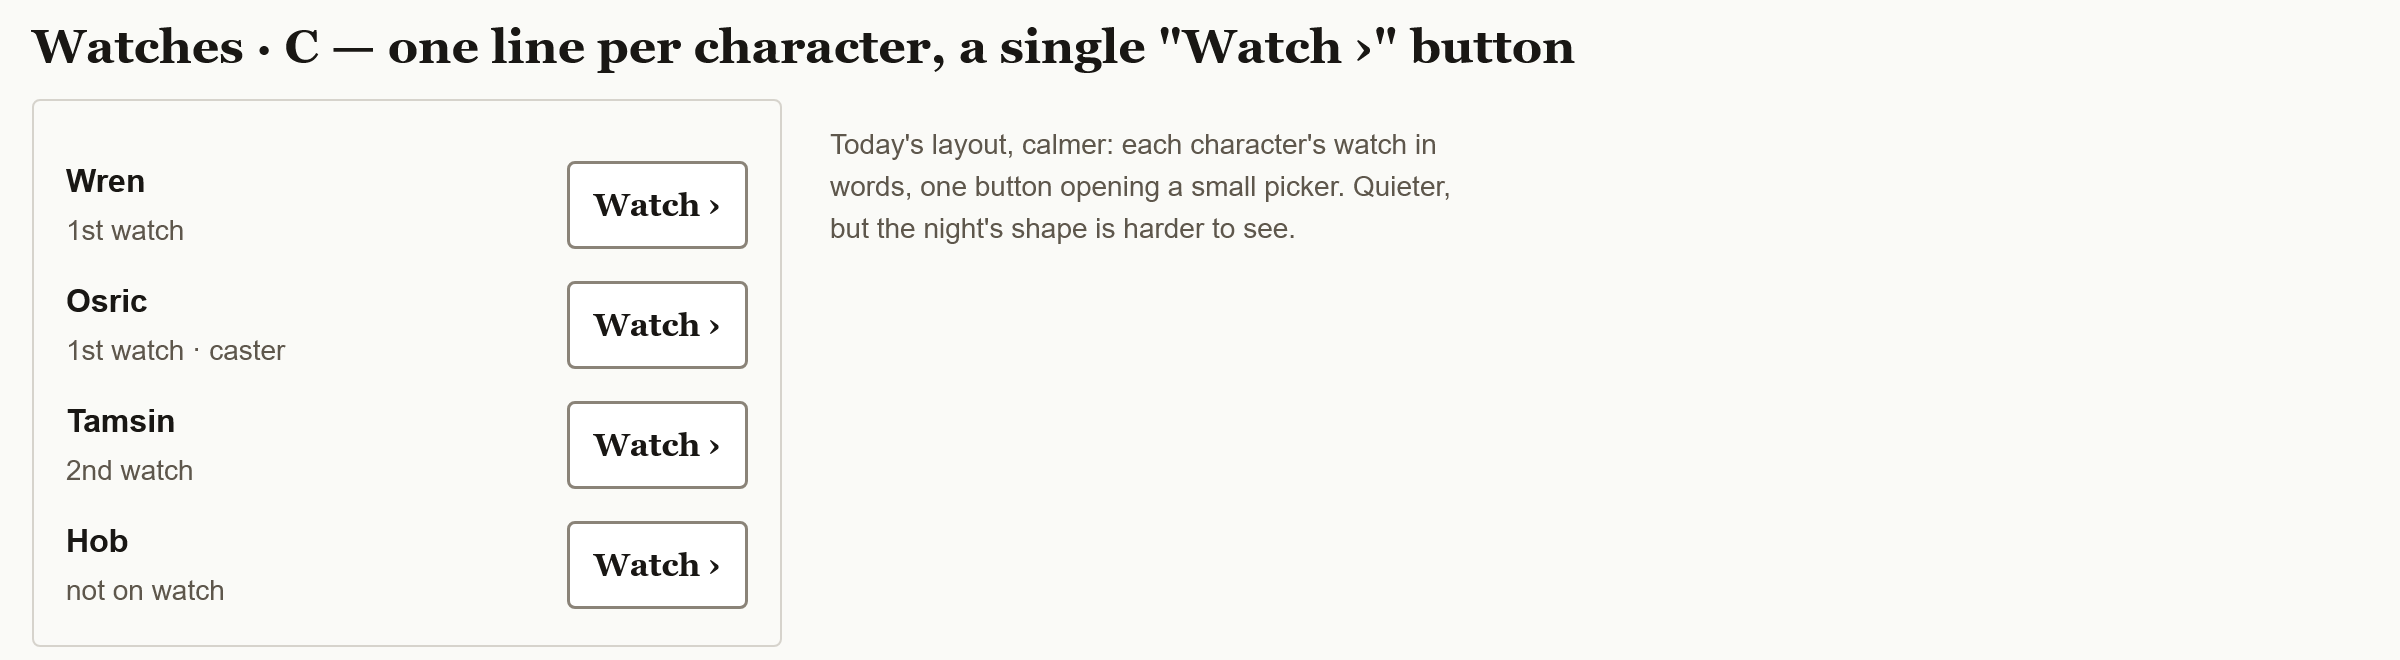 Watches · C — one line per character, a single "Watch ›" button
Wren
1st watch
Watch ›
Osric
1st watch · caster
Watch ›
Tamsin
2nd watch
Watch ›
Hob
not on watch
Watch ›
Today's layout, calmer: each character's watch in
words, one button opening a small picker. Quieter,
but the night's shape is harder to see.